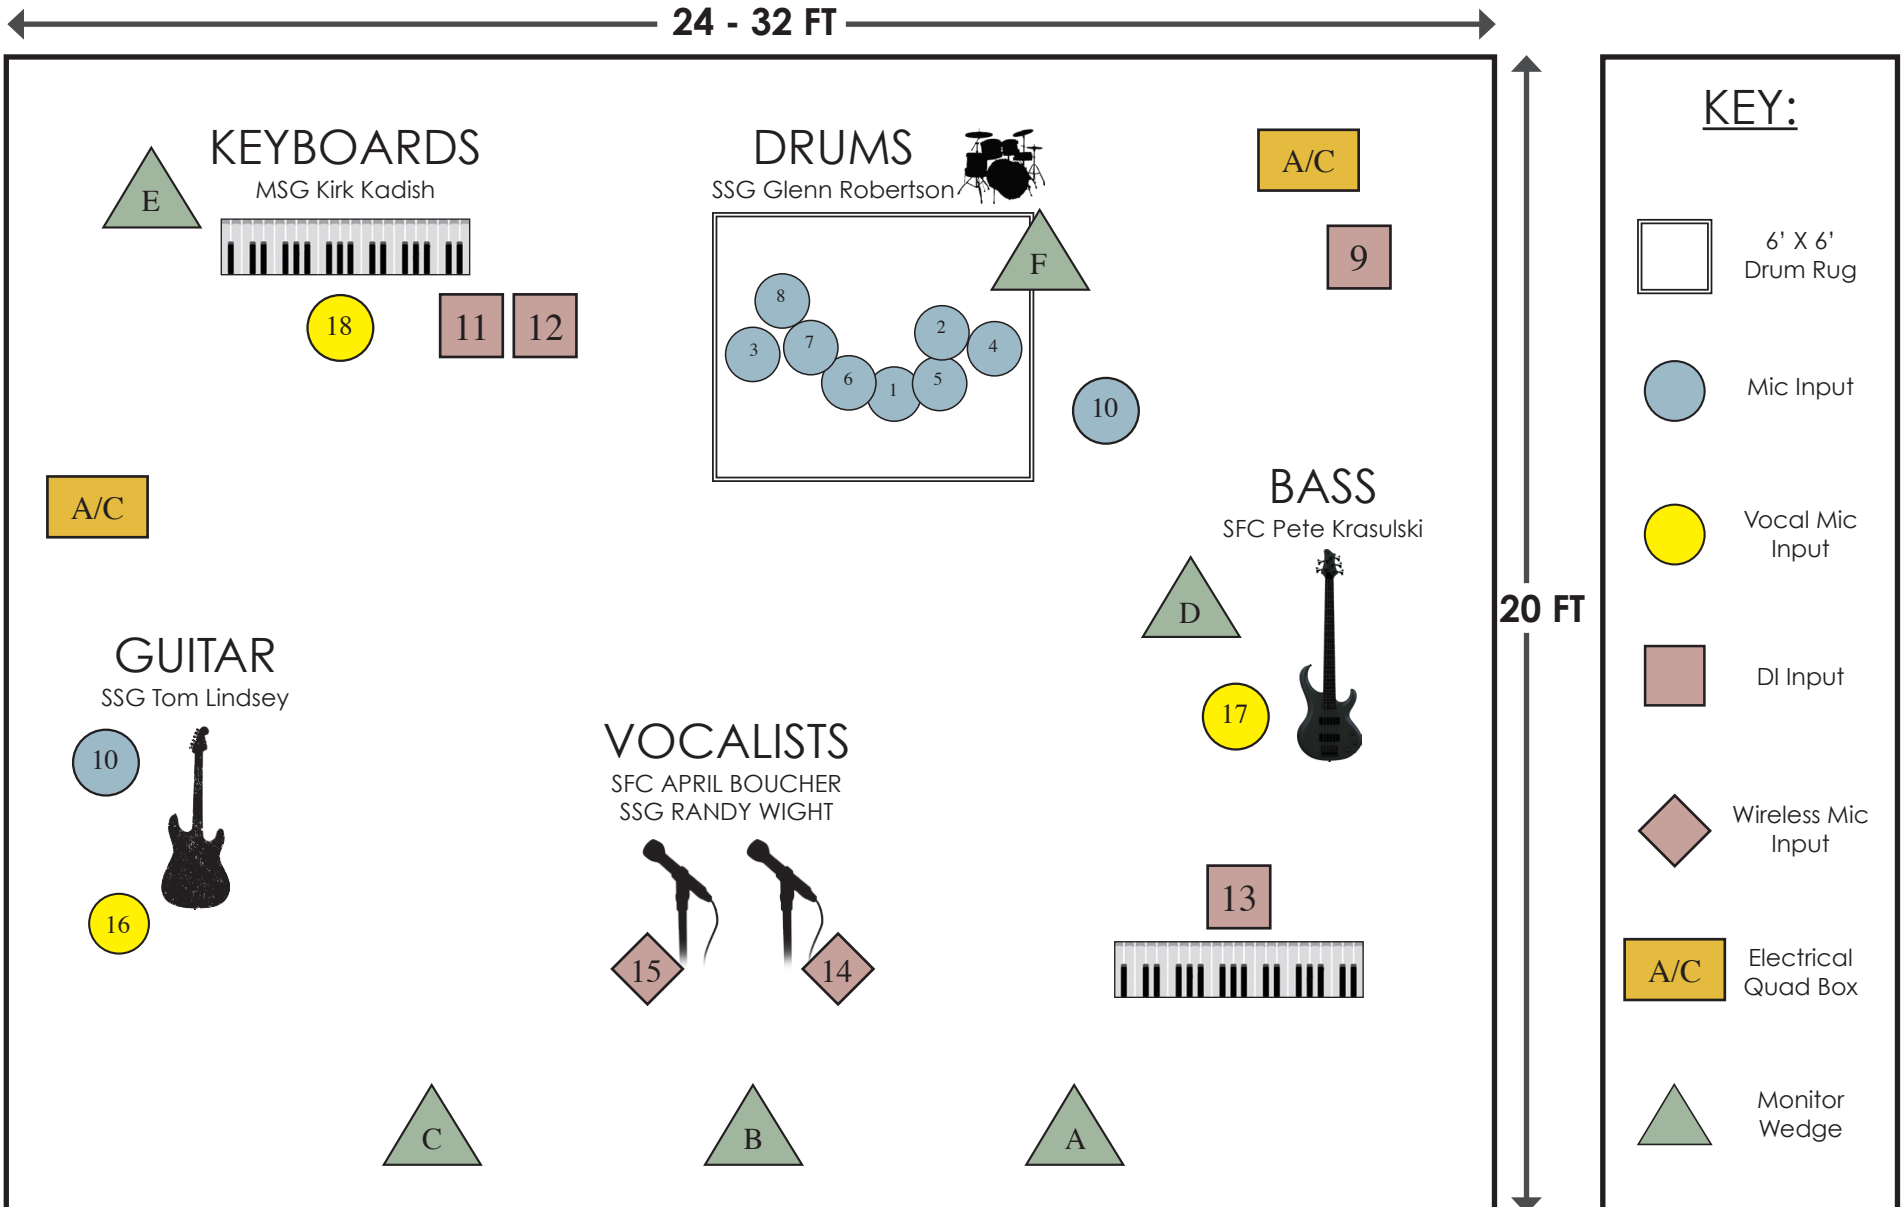 24 - 32 FT
KEYBOARDS
MSG Kirk Kadish
E
18
11
12
DRUMS
SSG Glenn Robertson
F
8
3
7
6
1
5
2
4
10
A/C
9
A/C
BASS
SFC Pete Krasulski
D
17
GUITAR
SSG Tom Lindsey
10
16
VOCALISTS
SFC APRIL BOUCHER
SSG RANDY WIGHT
15
14
13
C
B
A
20 FT
KEY:
6' X 6'
Drum Rug
Mic Input
Vocal Mic
Input
DI Input
Wireless Mic
Input
A/C
Electrical
Quad Box
Monitor
Wedge